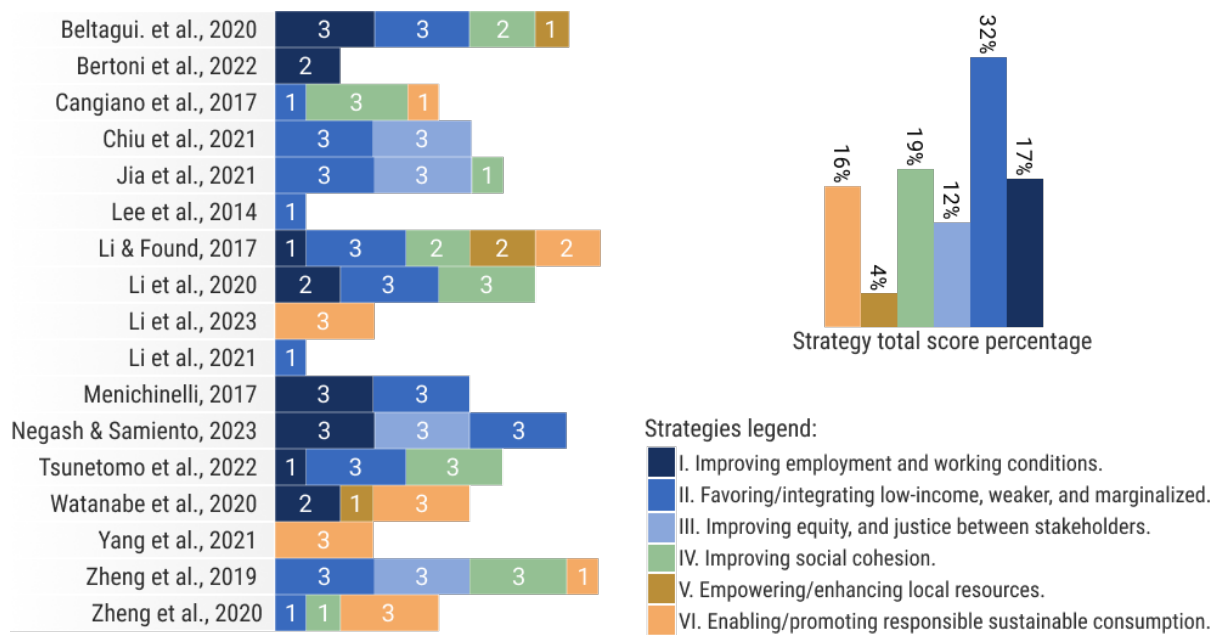 Beltagui. et al., 2020 3 3 2 1
Bertoni et al., 2022 2
Cangiano et al., 2017 1 3 1
Chiu et al., 2021 3 3
Jia et al., 2021 3 3 1
Lee et al., 2014 1
Li & Found, 2017 1 3 2 2 2
Li et al., 2020 2 3 3
Li et al., 2023 3
Li et al., 2021 1
Menichinelli, 2017 3 3
Negash & Samiento, 2023 3 3 3
Tsunetomo et al., 2022 1 3 3
Watanabe et al., 2020 2 1 3
Yang et al., 2021 3
Zheng et al., 2019 3 3 3 1
Zheng et al., 2020 1 1 3
16% 4% 19% 12% 32% 17%
Strategy total score percentage
Strategies legend:
I. Improving employment and working conditions.
II. Favoring/integrating low-income, weaker, and marginalized.
III. Improving equity, and justice between stakeholders.
IV. Improving social cohesion.
V. Empowering/enhancing local resources.
VI. Enabling/promoting responsible sustainable consumption.